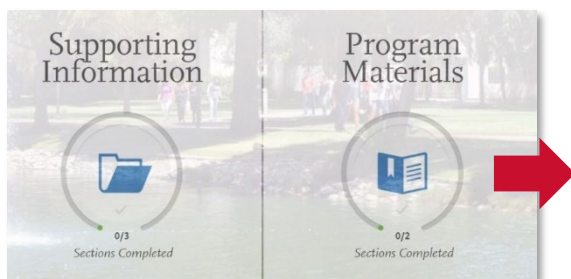 Supporting
Information
0/3
Sections Completed
Program
Materials
0/2
Sections Completed